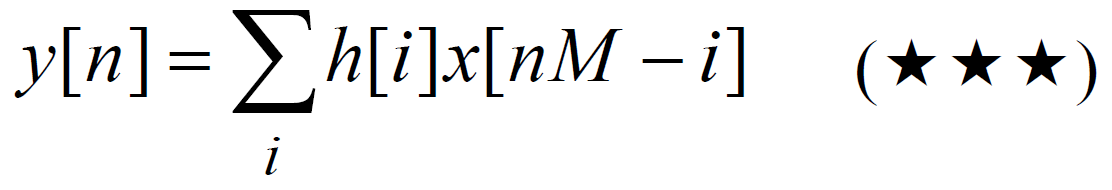 y[n] = ∑ h[i]x[nM − i] (★★★)
i